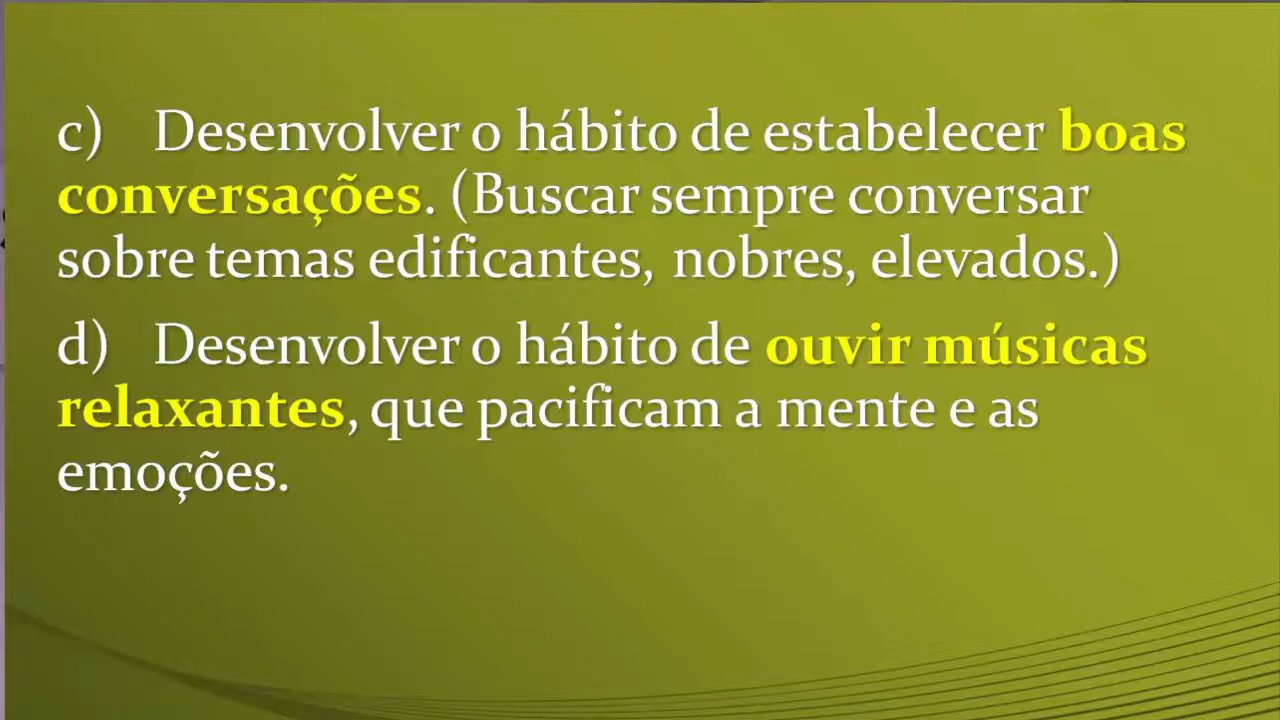 c) Desenvolver o hábito de estabelecer boas
conversações. (Buscar sempre conversar
sobre temas edificantes, nobres, elevados.)
d) Desenvolver o hábito de ouvir músicas
relaxantes, que pacificam a mente e as
emoções.